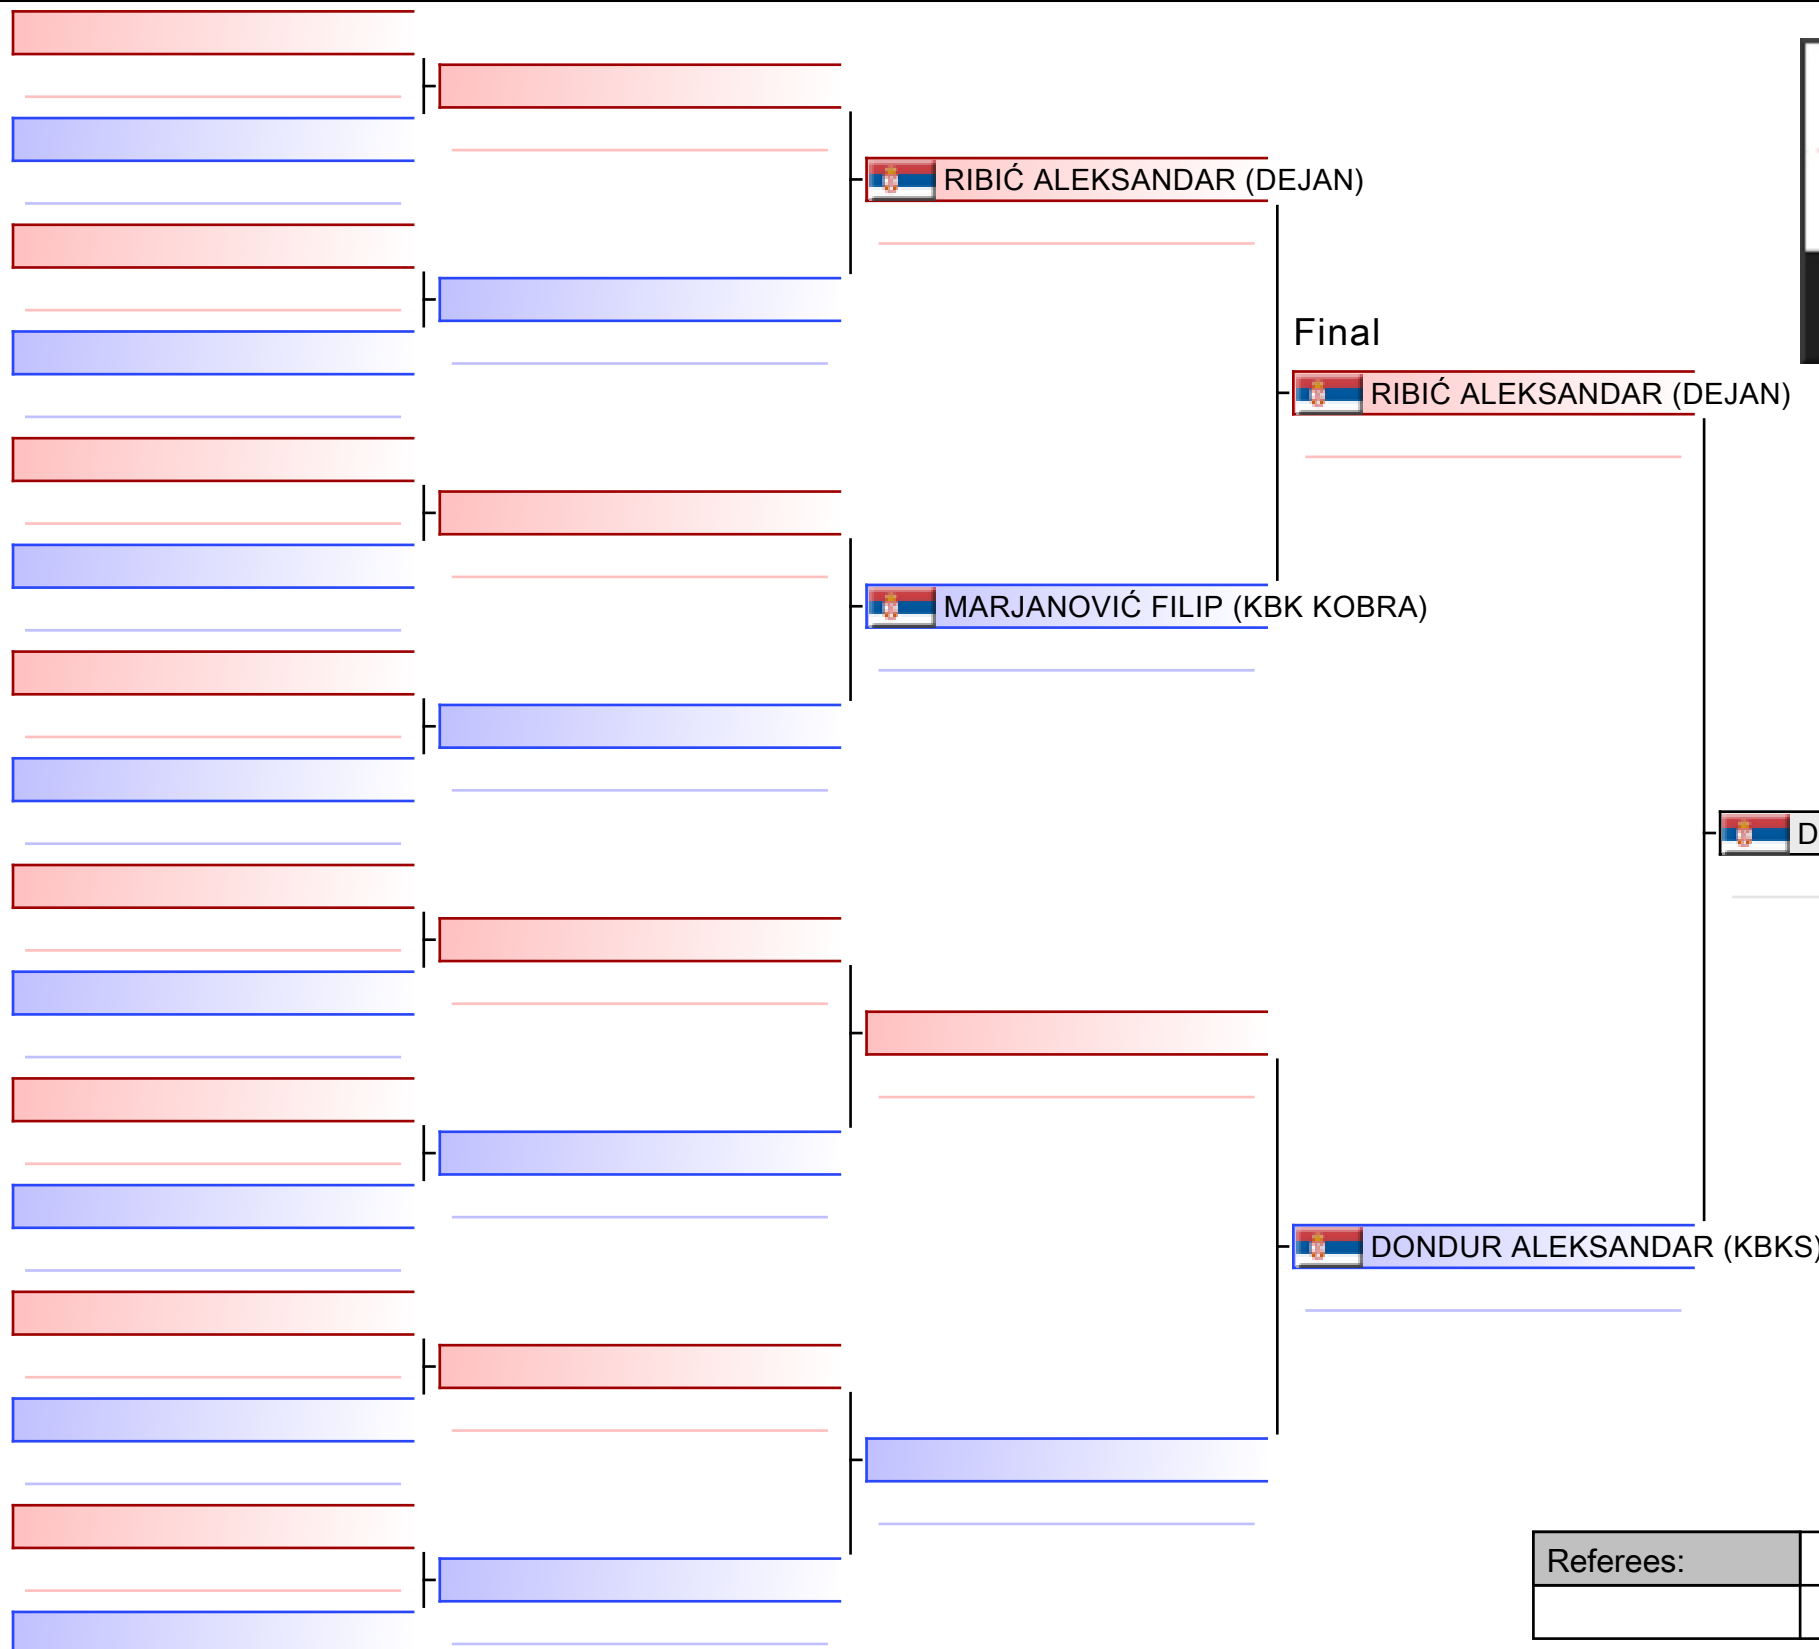 RIBIĆ ALEKSANDAR (DEJAN)
Final
RIBIĆ ALEKSANDAR (DEJAN)
MARJANOVIĆ FILIP (KBK KOBRA)
D
DONDUR ALEKSANDAR (KBKS)
Referees: